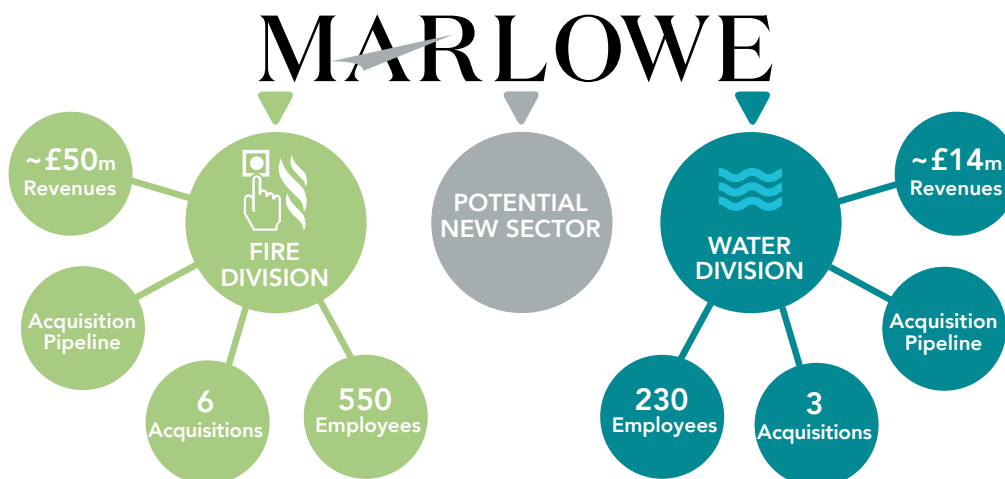 MARLOWE
~£50m
Revenues
FIRE
DIVISION
Acquisition
Pipeline
6
Acquisitions
550
Employees
POTENTIAL
NEW SECTOR
~£14m
Revenues
WATER
DIVISION
Acquisition
Pipeline
230
Employees
3
Acquisitions